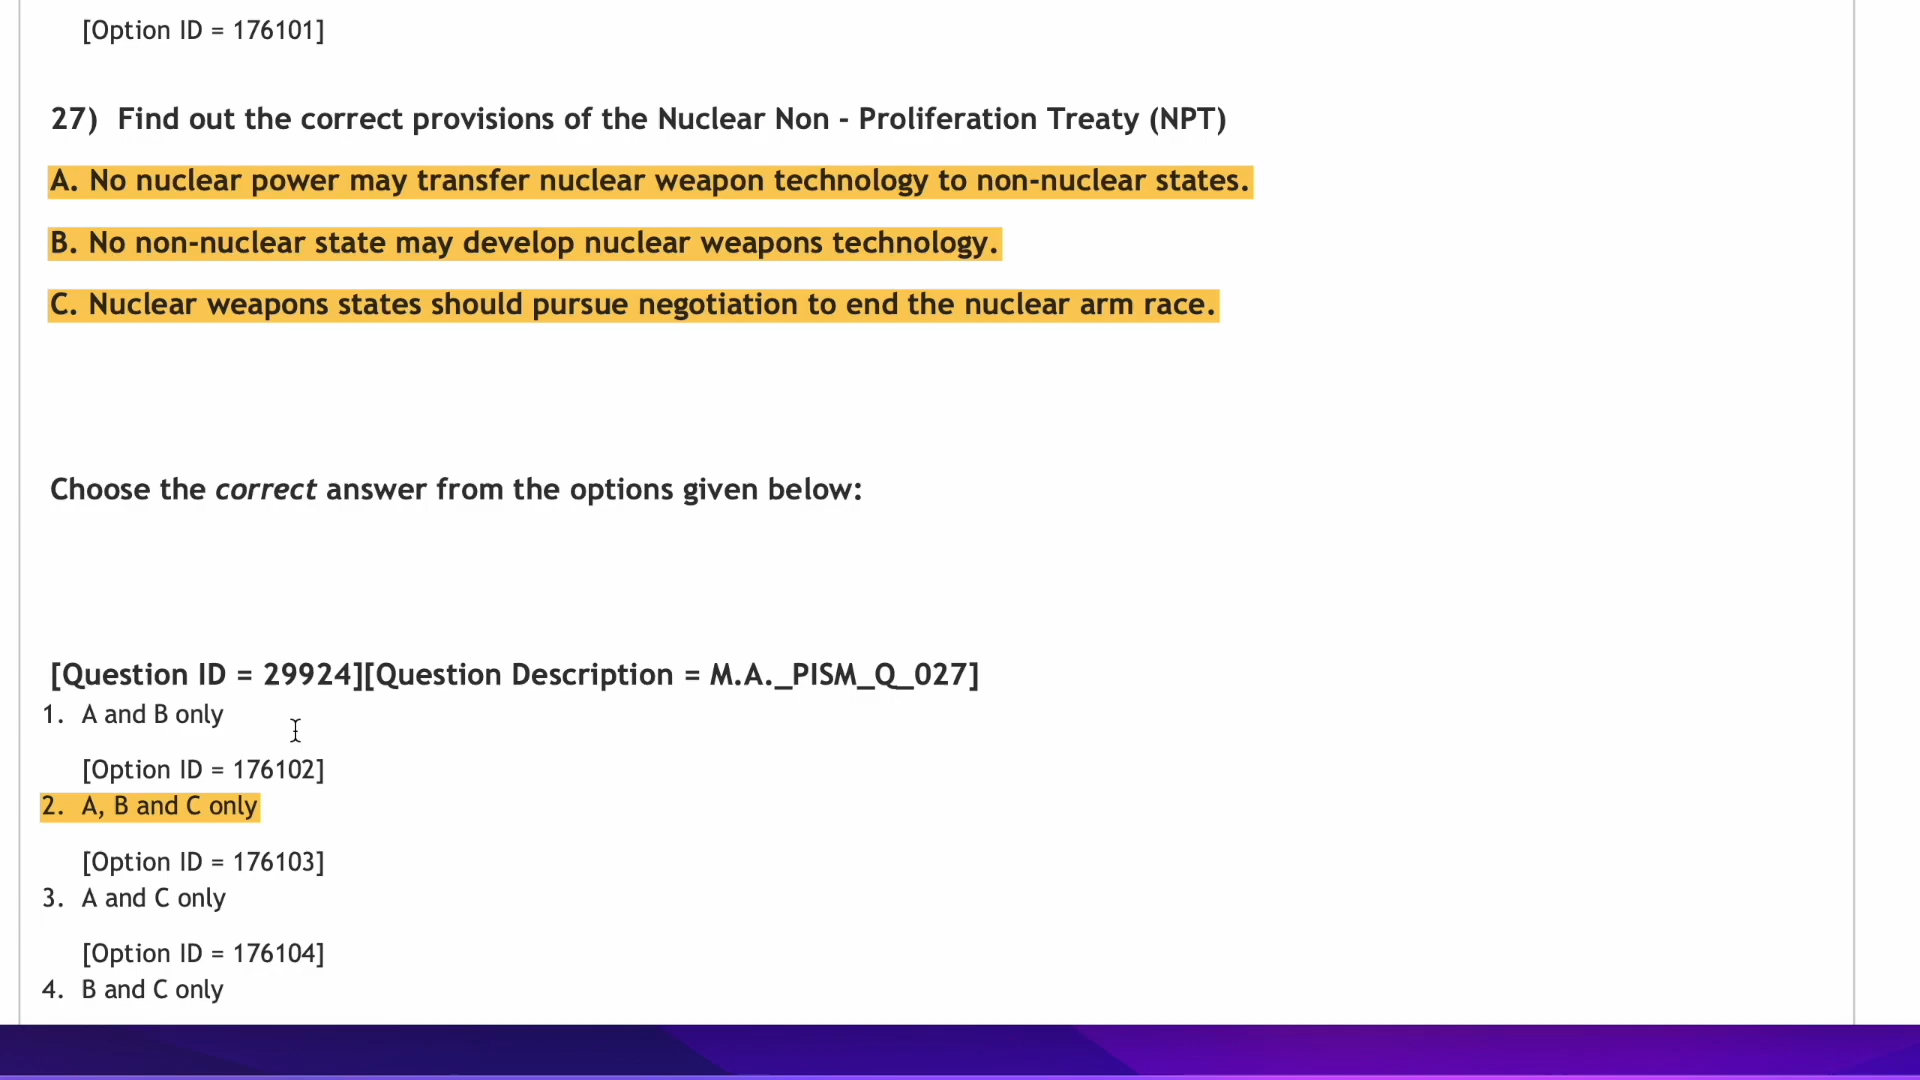 [Option ID = 176101]
27) Find out the correct provisions of the Nuclear Non - Proliferation Treaty (NPT)
A. No nuclear power may transfer nuclear weapon technology to non-nuclear states.
B. No non-nuclear state may develop nuclear weapons technology.
C. Nuclear weapons states should pursue negotiation to end the nuclear arm race.
Choose the correct answer from the options given below:
[Question ID = 29924][Question Description = M.A._PISM_Q_027]
1. A and B only
[Option ID = 176102]
2. A, B and C only
[Option ID = 176103]
3. A and C only
[Option ID = 176104]
4. B and C only